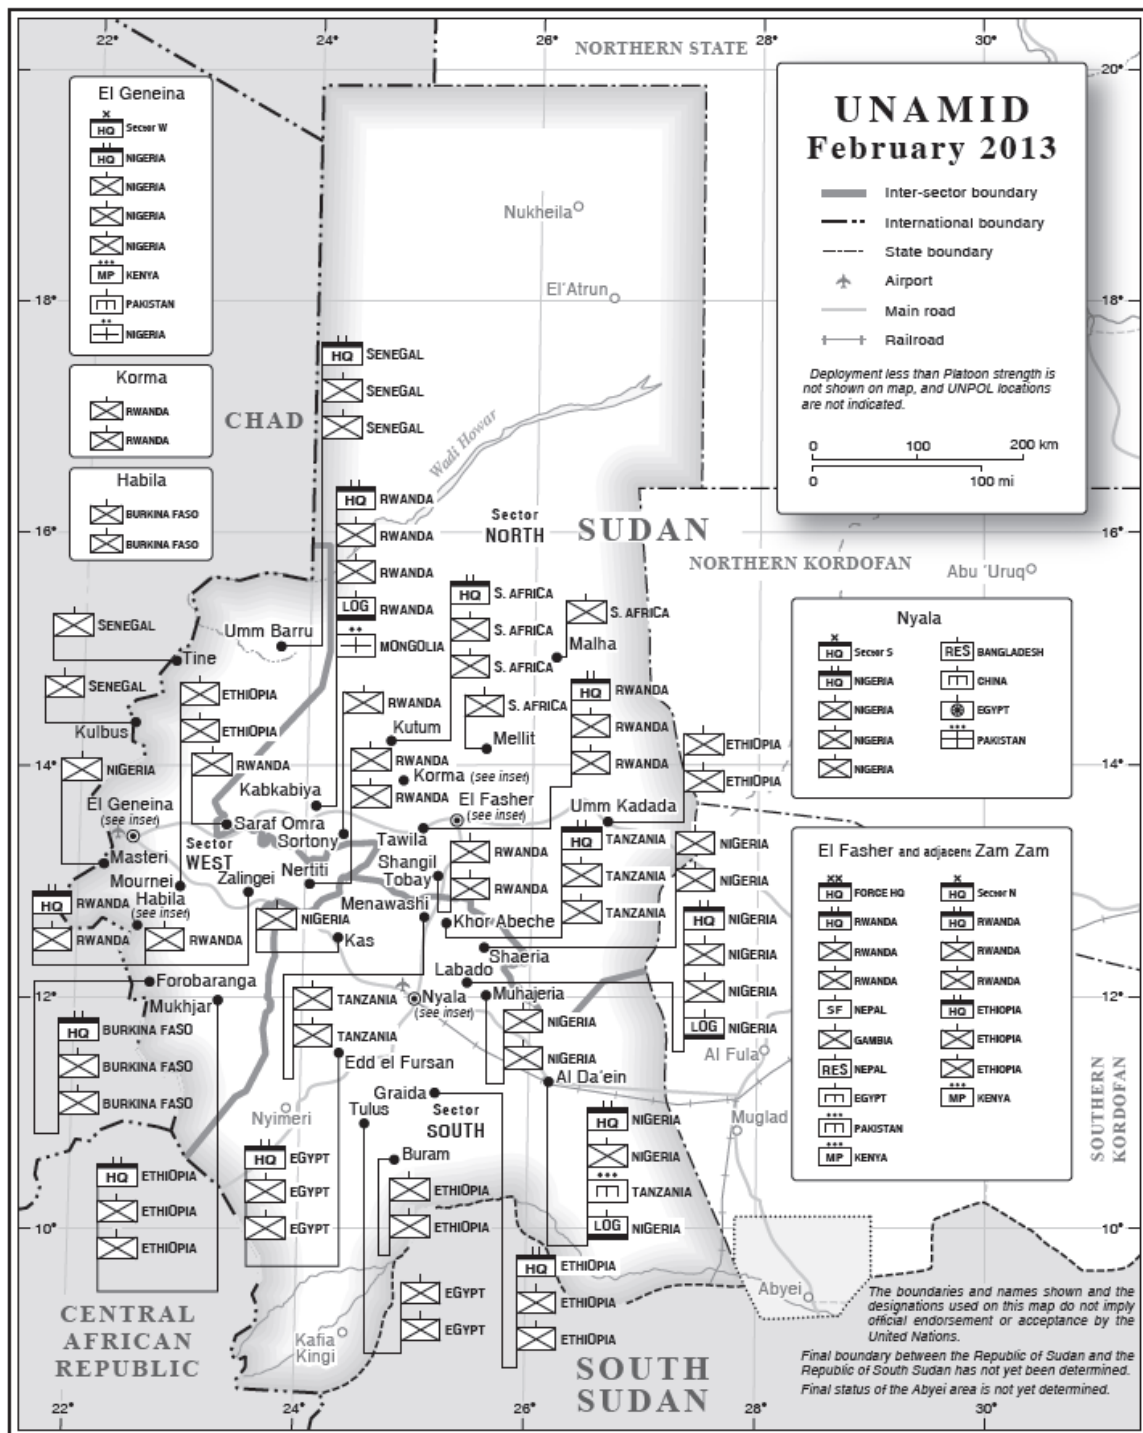 22°
24°
26°
28°
30°
NORTHERN STATE
20°
20°
El Geneina
HQ Sector W
HQ NIGERIA
NIGERIA
NIGERIA
NIGERIA
MP KENYA
PAKISTAN
NIGERIA
Korma
RWANDA
RWANDA
Habila
BURKINA FASO
BURKINA FASO
UNAMID
February 2013
Inter-sector boundary
International boundary
State boundary
Airport
Main road
Railroad
Deployment less than Platoon strength is
not shown on map, and UNPOL locations
are not indicated.
0 100 200 km
0 100 mi
Nukheila
El'Atrun
18°
18°
HQ SENEGAL
SENEGAL
SENEGAL
CHAD
Wadi Howar
HQ RWANDA
RWANDA
RWANDA
LOG RWANDA
MONGOLIA
Sector
NORTH
SUDAN
16°
16°
NORTHERN KORDOFAN
Abu 'Uruq
HQ S. AFRICA
S. AFRICA
S. AFRICA
S. AFRICA
Malha
S. AFRICA
Mellit
SENEGAL
Umm Barru
Tine
SENEGAL
Kulbus
ETHIOPIA
ETHIOPIA
RWANDA
RWANDA
Kutum
RWANDA
RWANDA
Korma (see inset)
HQ RWANDA
RWANDA
RWANDA
ETHIOPIA
ETHIOPIA
Nyala
HQ Sector S
HQ NIGERIA
NIGERIA
NIGERIA
NIGERIA
RES BANGLADESH
CHINA
EGYPT
PAKISTAN
14°
14°
NIGERIA
El Geneina
(see inset)
Kabkabiya
El Fasher
(see inset)
Umm Kadada
Saraf Omra
Sortony
Tawila
Sector
WEST
Masteri
Mournei
Zalingei
Nertiti
Shangil
Tobay
Menawashi
RWANDA
RWANDA
HQ TANZANIA
TANZANIA
TANZANIA
NIGERIA
NIGERIA
HQ RWANDA
RWANDA
Habila
(see inset)
RWANDA
NIGERIA
Kas
Khor Abeche
Shaeria
Labado
HQ NIGERIA
NIGERIA
NIGERIA
LOG NIGERIA
El Fasher and adjacent Zam Zam
HQ FORCE HQ
HQ RWANDA
RWANDA
RWANDA
SF NEPAL
GAMBIA
RES NEPAL
EGYPT
PAKISTAN
MP KENYA
HQ Sector N
HQ RWANDA
RWANDA
RWANDA
HQ ETHIOPIA
ETHIOPIA
ETHIOPIA
MP KENYA
Forobaranga
12°
12°
Mukhjar
TANZANIA
TANZANIA
Nyala
(see inset)
Muhajeria
NIGERIA
NIGERIA
HQ BURKINA FASO
BURKINA FASO
BURKINA FASO
Edd el Fursan
Al Da'ein
Al Fula
Graida
Sector
SOUTH
Tulus
Nyimeri
Muglad
SOUTHERN
KORDOFAN
HQ NIGERIA
NIGERIA
TANZANIA
LOG NIGERIA
HQ EGYPT
EGYPT
EGYPT
Buram
ETHIOPIA
ETHIOPIA
HQ ETHIOPIA
ETHIOPIA
ETHIOPIA
10°
10°
HQ ETHIOPIA
ETHIOPIA
ETHIOPIA
EGYPT
EGYPT
Abyei
CENTRAL
AFRICAN
REPUBLIC
Kafia
Kingi
SOUTH
SUDAN
The boundaries and names shown and the
designations used on this map do not imply
official endorsement or acceptance by the
United Nations.
Final boundary between the Republic of Sudan and the
Republic of South Sudan has not yet been determined.
Final status of the Abyei area is not yet determined.
22°
24°
26°
28°
30°